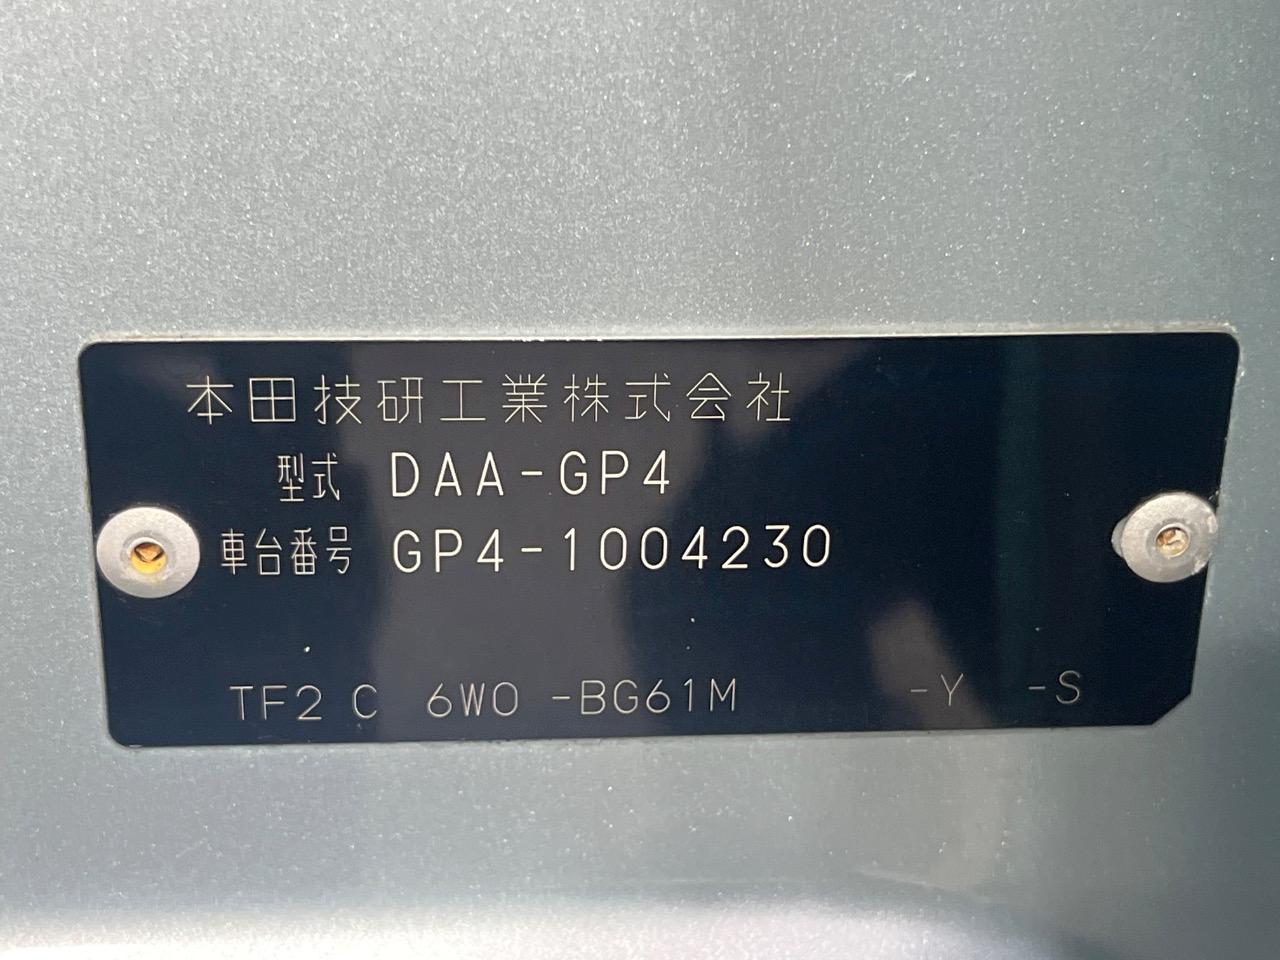 本田技研工業株式会社
型式 DAA-GP4
車台番号 GP4-1004230
TF2 C 6W0 -BG61M -Y -S